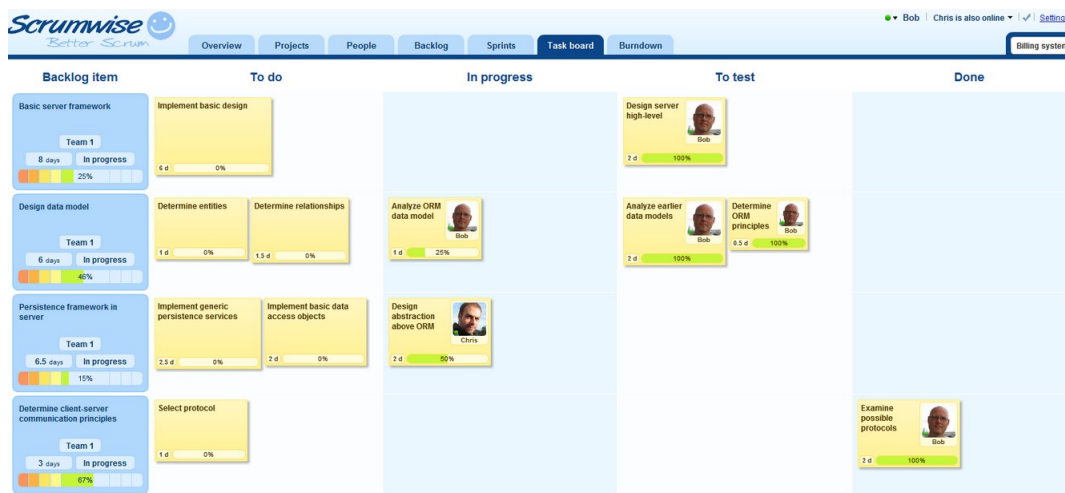 Scrumwise
Better Scrum
Bob
Chris is also online
Setting
Overview
Projects
People
Backlog
Sprints
Task board
Burndown
Billing system
Backlog item
To do
In progress
To test
Done
Basic server framework
Team 1
8 days
In progress
25%
Implement basic design
6 d
0%
Design server
high-level
Bob
2 d
100%
Design data model
Team 1
6 days
In progress
46%
Determine entities
1 d
0%
Determine relationships
1.5 d
0%
Analyze ORM
data model
Bob
1 d
25%
Analyze earlier
data models
Bob
2 d
100%
Determine
ORM
principles
Bob
0.5 d
100%
Persistence framework in
server
Team 1
6.5 days
In progress
15%
Implement generic
persistence services
2.5 d
0%
Implement basic data
access objects
2 d
0%
Design
abstraction
above ORM
Chris
2 d
50%
Determine client-server
communication principles
Team 1
3 days
In progress
67%
Select protocol
1 d
0%
Examine
possible
protocols
Bob
2 d
100%